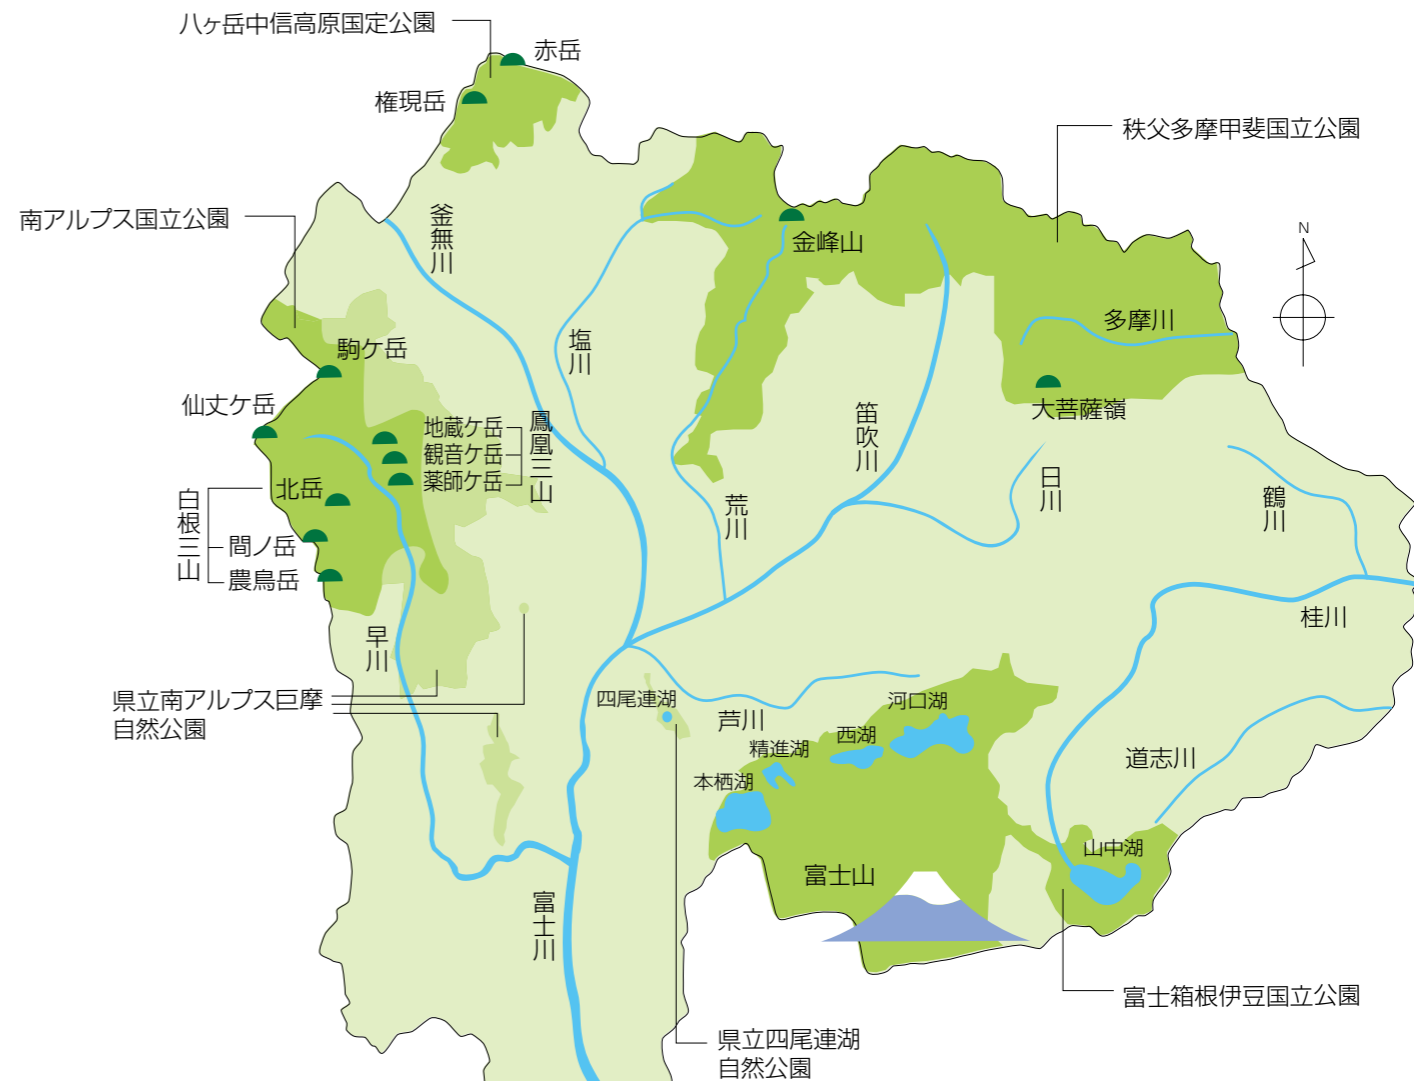 八ヶ岳中信高原国定公園
赤岳
権現岳
秩父多摩甲斐国立公園
南アルプス国立公園
釜無川
金峰山
N
多摩川
塩川
駒ケ岳
大菩薩嶺
仙丈ケ岳
地蔵ケ岳
観音ケ岳
薬師ケ岳
鳳凰三山
笛吹川
日川
鶴川
荒川
北岳
白根三山
間ノ岳
農鳥岳
早川
桂川
県立南アルプス巨摩
自然公園
四尾連湖
芦川
河口湖
西湖
精進湖
本栖湖
道志川
山中湖
富士山
富士川
富士箱根伊豆国立公園
県立四尾連湖
自然公園